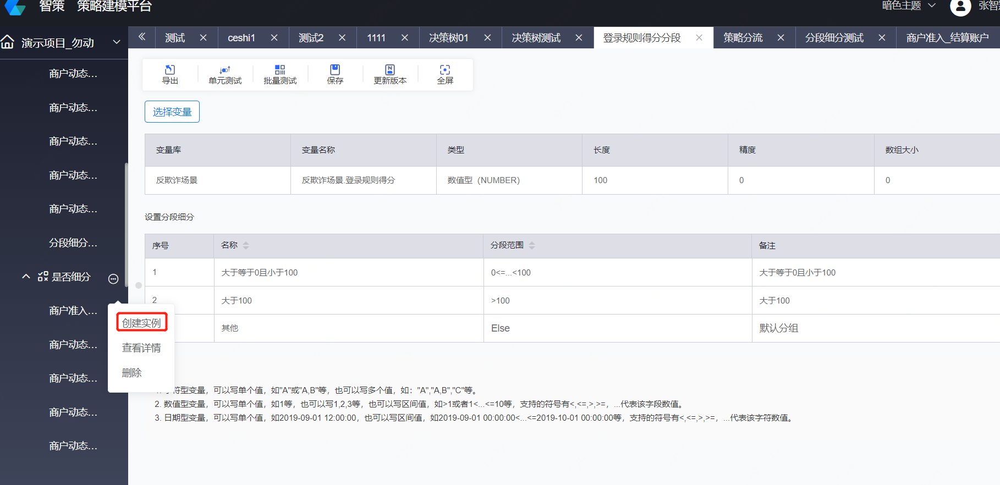 智策 策略建模平台
暗色主题
张智
演示项目_勿动
测试 ceshi1 测试2 1111 决策树01 决策树测试 登录规则得分分段 策略分流 分段细分测试 商户准入_结算账户
商户动态...
商户动态...
商户动态...
商户动态...
商户动态...
分段细分...
是否细分
商户准入...
商户动态...
商户动态...
商户动态...
商户动态...
创建实例
查看详情
删除
导出 单元测试 批量测试 保存 更新版本 全屏
选择变量
变量库 变量名称 类型 长度 精度 数组大小
反欺诈场景 反欺诈场景.登录规则得分 数值型（NUMBER） 100 0 0
设置分段细分
序号 名称 分段范围 备注
1 大于等于0且小于100 0<=...<100 大于等于0且小于100
2 大于100 >100 大于100
其他 Else 默认分组
符型变量，可以写单个值，如"A"或"A,B"等，也可以写多个值，如："A","A,B","C"等。
2. 数值型变量，可以写单个值，如1等，也可以写1,2,3等，也可以写区间值，如>1或者1<...<=10等，支持的符号有<,<=,>,>=，...代表该字段数值。
3. 日期型变量，可以写单个值，如2019-09-01 12:00:00，也可以写区间值，如2019-09-01 00:00:00<...<=2019-10-01 00:00:00等，支持的符号有<,<=,>,>=，...代表该字符数值。